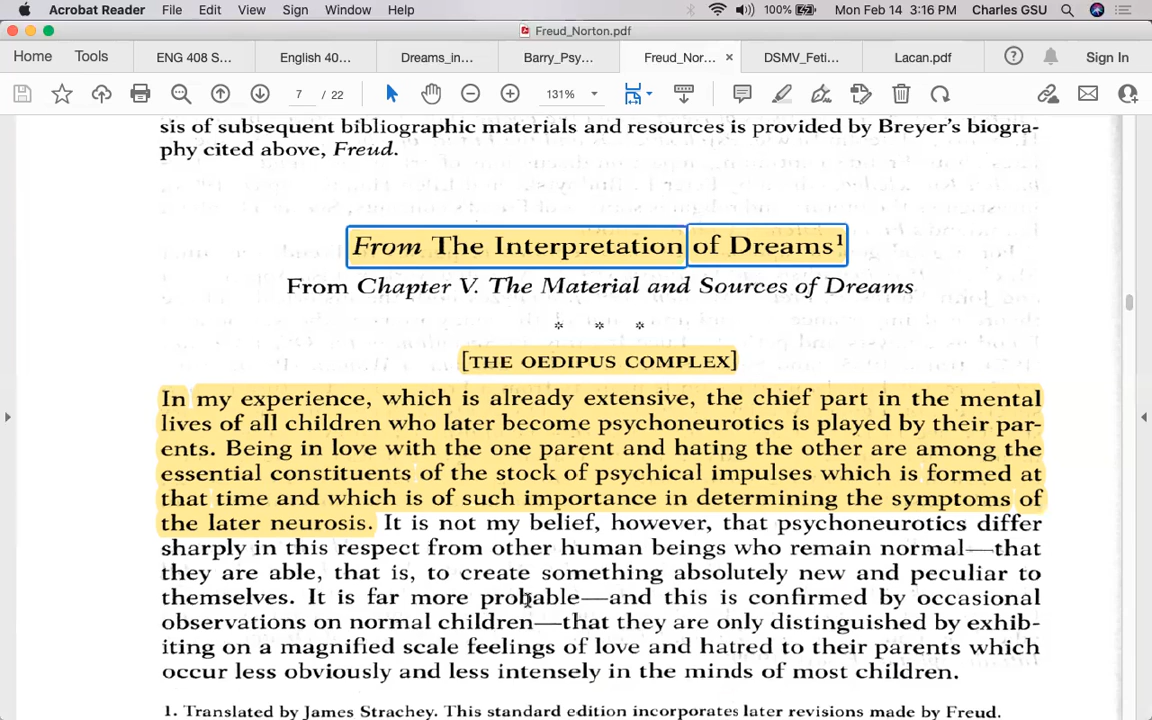 Acrobat Reader File Edit View Sign Window Help 100% Mon Feb 14 3:16 PM Charles GSU
Freud_Norton.pdf
Home Tools ENG 408 S... English 40... Dreams_in... Barry_Psy... Freud_Nor... × DSMV_Feti... Lacan.pdf Sign In
7 / 22 131%
sis of subsequent bibliographic materials and resources is provided by Breyer's biogra-
phy cited above, Freud.
From The Interpretation of Dreams¹
From Chapter V. The Material and Sources of Dreams
* * *
[THE OEDIPUS COMPLEX]
In my experience, which is already extensive, the chief part in the mental
lives of all children who later become psychoneurotics is played by their par-
ents. Being in love with the one parent and hating the other are among the
essential constituents of the stock of psychical impulses which is formed at
that time and which is of such importance in determining the symptoms of
the later neurosis. It is not my belief, however, that psychoneurotics differ
sharply in this respect from other human beings who remain normal—that
they are able, that is, to create something absolutely new and peculiar to
themselves. It is far more probable—and this is confirmed by occasional
observations on normal children—that they are only distinguished by exhib-
iting on a magnified scale feelings of love and hatred to their parents which
occur less obviously and less intensely in the minds of most children.
1. Translated by James Strachey. This standard edition incorporates later revisions made by Freud.